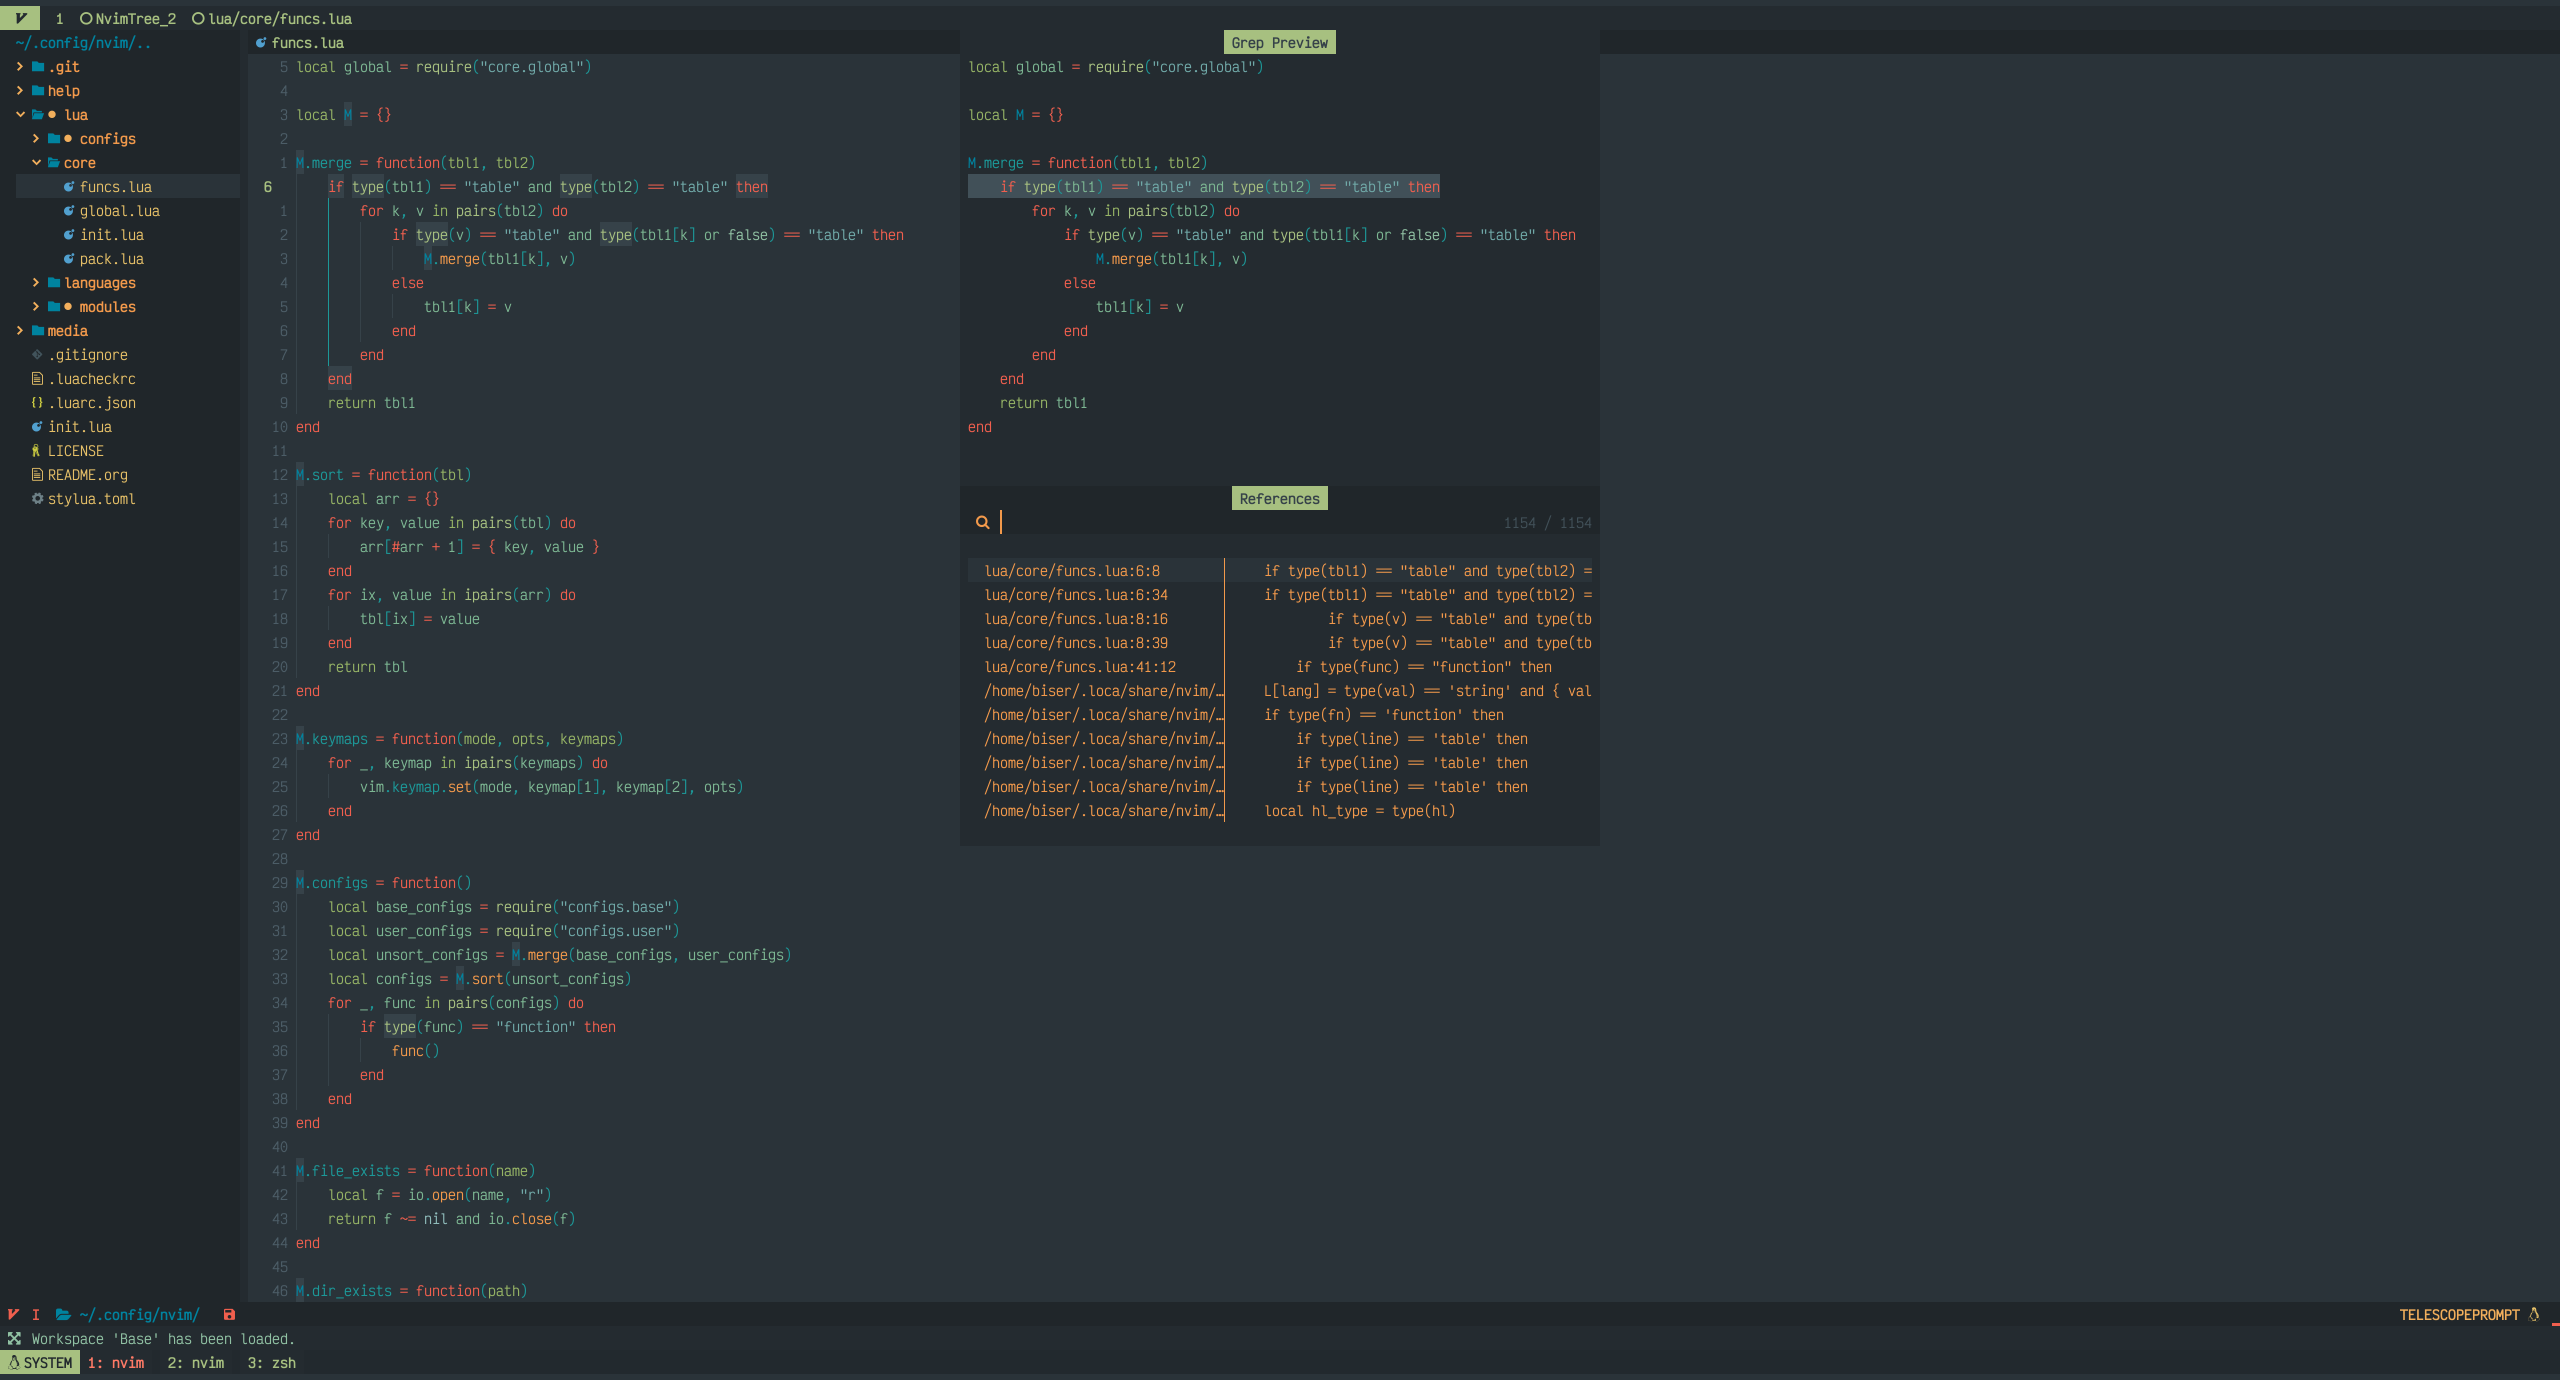 1 NvimTree_2 lua/core/funcs.lua
~/.config/nvim/..
.git
help
lua
configs
core
funcs.lua
global.lua
init.lua
pack.lua
languages
modules
media
.gitignore
.luacheckrc
{} .luarc.json
init.lua
LICENSE
README.org
stylua.toml
funcs.lua
5 local global = require("core.global")
4
3 local M = {}
2
1 M.merge = function(tbl1, tbl2)
6 if type(tbl1) == "table" and type(tbl2) == "table" then
1 for k, v in pairs(tbl2) do
2 if type(v) == "table" and type(tbl1[k] or false) == "table" then
3 M.merge(tbl1[k], v)
4 else
5 tbl1[k] = v
6 end
7 end
8 end
9 return tbl1
10 end
11
12 M.sort = function(tbl)
13 local arr = {}
14 for key, value in pairs(tbl) do
15 arr[#arr + 1] = { key, value }
16 end
17 for ix, value in ipairs(arr) do
18 tbl[ix] = value
19 end
20 return tbl
21 end
22
23 M.keymaps = function(mode, opts, keymaps)
24 for _, keymap in ipairs(keymaps) do
25 vim.keymap.set(mode, keymap[1], keymap[2], opts)
26 end
27 end
28
29 M.configs = function()
30 local base_configs = require("configs.base")
31 local user_configs = require("configs.user")
32 local unsort_configs = M.merge(base_configs, user_configs)
33 local configs = M.sort(unsort_configs)
34 for _, func in pairs(configs) do
35 if type(func) == "function" then
36 func()
37 end
38 end
39 end
40
41 M.file_exists = function(name)
42 local f = io.open(name, "r")
43 return f ~= nil and io.close(f)
44 end
45
46 M.dir_exists = function(path)
Grep Preview
local global = require("core.global")
local M = {}
M.merge = function(tbl1, tbl2)
if type(tbl1) == "table" and type(tbl2) == "table" then
for k, v in pairs(tbl2) do
if type(v) == "table" and type(tbl1[k] or false) == "table" then
M.merge(tbl1[k], v)
else
tbl1[k] = v
end
end
end
return tbl1
end
References
1154 / 1154
lua/core/funcs.lua:6:8 if type(tbl1) == "table" and type(tbl2) =
lua/core/funcs.lua:6:34 if type(tbl1) == "table" and type(tbl2) =
lua/core/funcs.lua:8:16 if type(v) == "table" and type(tb
lua/core/funcs.lua:8:39 if type(v) == "table" and type(tb
lua/core/funcs.lua:41:12 if type(func) == "function" then
/home/biser/.loca/share/nvim/… L[lang] = type(val) == 'string' and { val
/home/biser/.loca/share/nvim/… if type(fn) == 'function' then
/home/biser/.loca/share/nvim/… if type(line) == 'table' then
/home/biser/.loca/share/nvim/… if type(line) == 'table' then
/home/biser/.loca/share/nvim/… if type(line) == 'table' then
/home/biser/.loca/share/nvim/… local hl_type = type(hl)
I ~/.config/nvim/ TELESCOPEPROMPT
Workspace 'Base' has been loaded.
SYSTEM 1: nvim 2: nvim 3: zsh